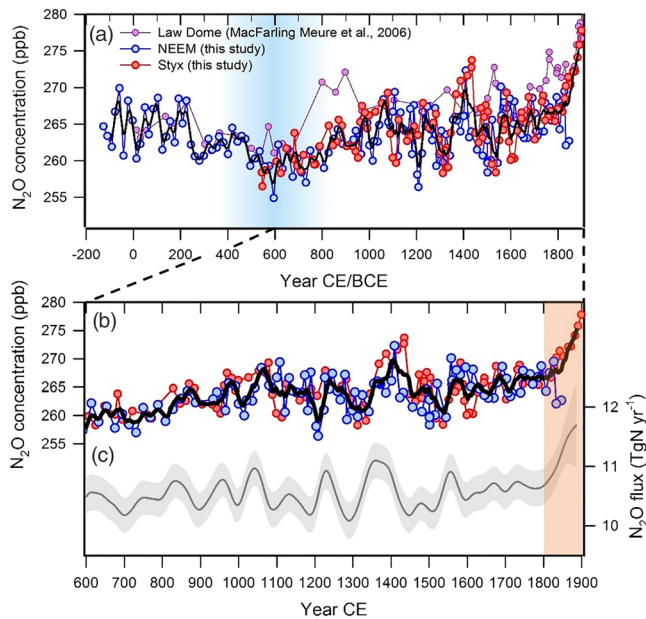 (a)
Law Dome (MacFarling Meure et al., 2006)
NEEM (this study)
Styx (this study)
N₂O concentration (ppb)
280
275
270
265
260
255
-200 0 200 400 600 800 1000 1200 1400 1600 1800
Year CE/BCE
(b)
N₂O concentration (ppb)
280
275
270
265
260
255
(c)
12
11
10
N₂O flux (TgN yr⁻¹)
600 700 800 900 1000 1100 1200 1300 1400 1500 1600 1700 1800 1900
Year CE